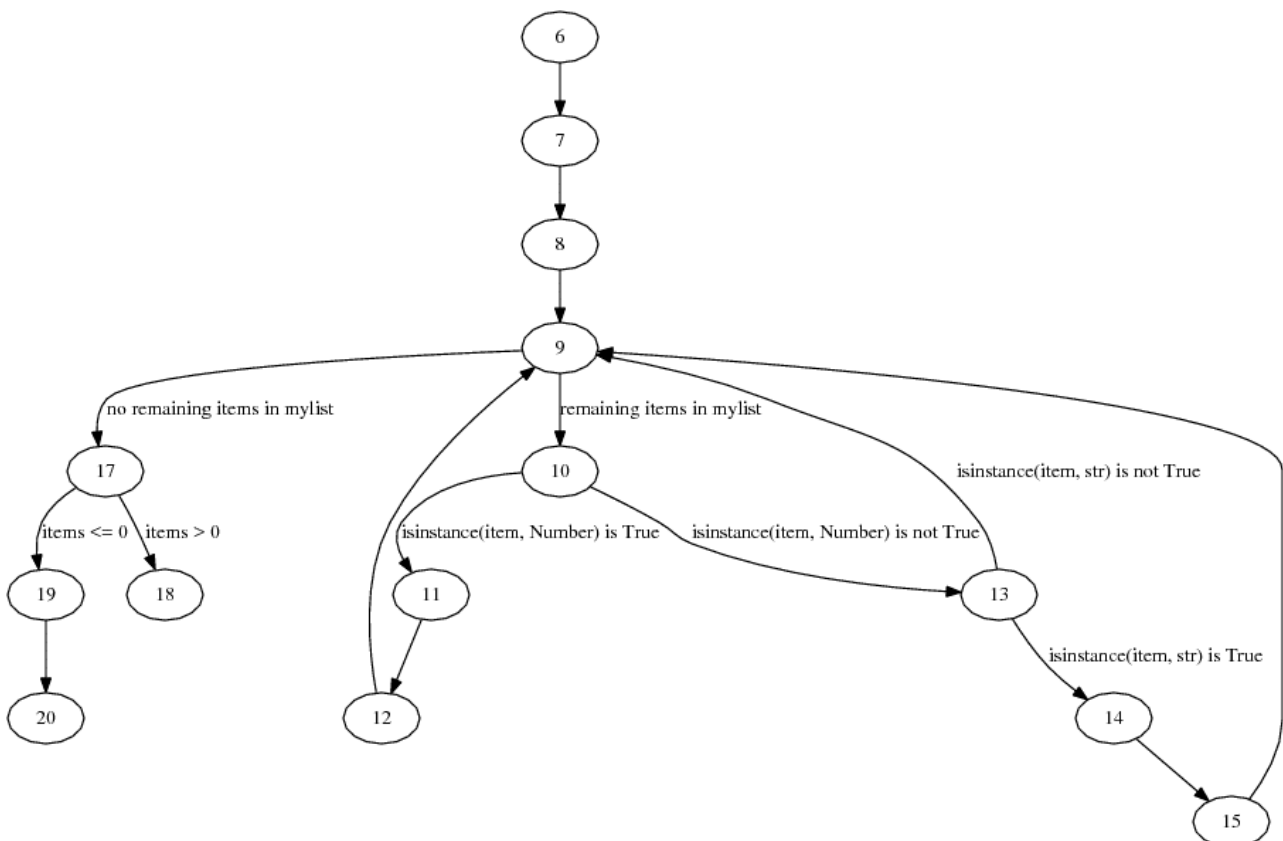 6
7
8
9
no remaining items in mylist
remaining items in mylist
17
10
isinstance(item, str) is not True
items <= 0
items > 0
isinstance(item, Number) is True
isinstance(item, Number) is not True
19
18
11
13
isinstance(item, str) is True
20
12
14
15